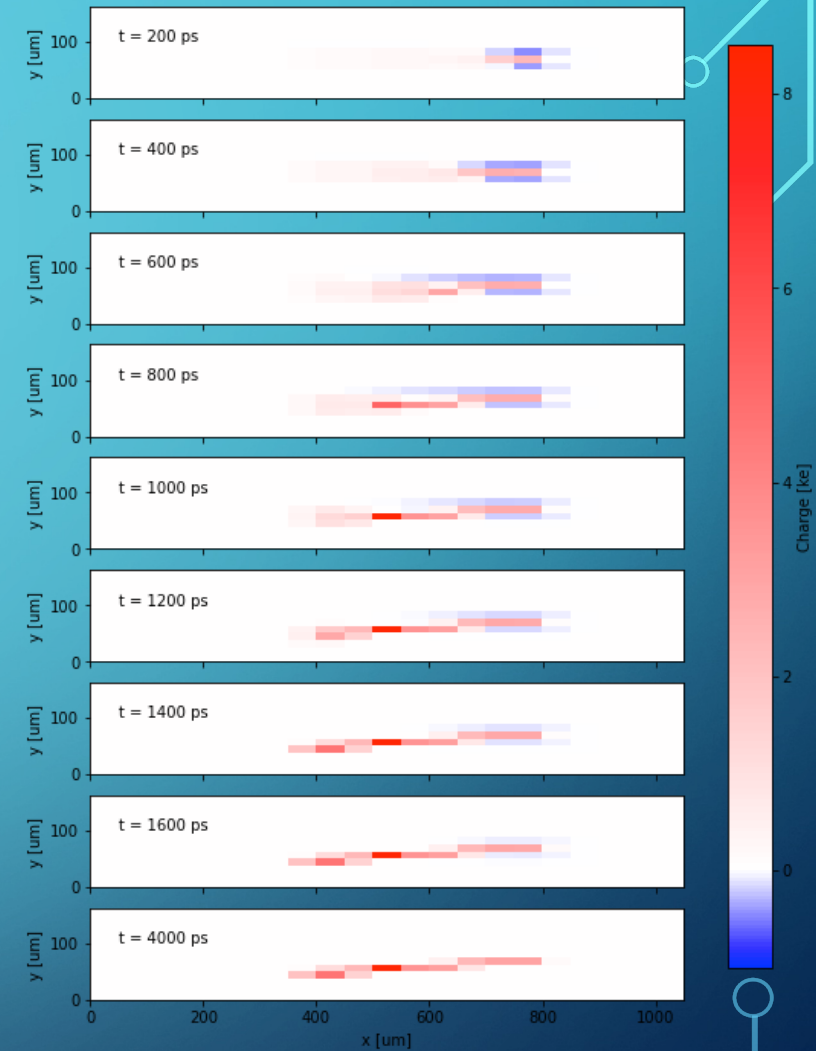 y [um]
100
0
t = 200 ps
y [um]
100
0
t = 400 ps
y [um]
100
0
t = 600 ps
y [um]
100
0
t = 800 ps
y [um]
100
0
t = 1000 ps
y [um]
100
0
t = 1200 ps
y [um]
100
0
t = 1400 ps
y [um]
100
0
t = 1600 ps
y [um]
100
0
t = 4000 ps
0 200 400 600 800 1000
x [um]
8
6
4
2
0
Charge [ke]